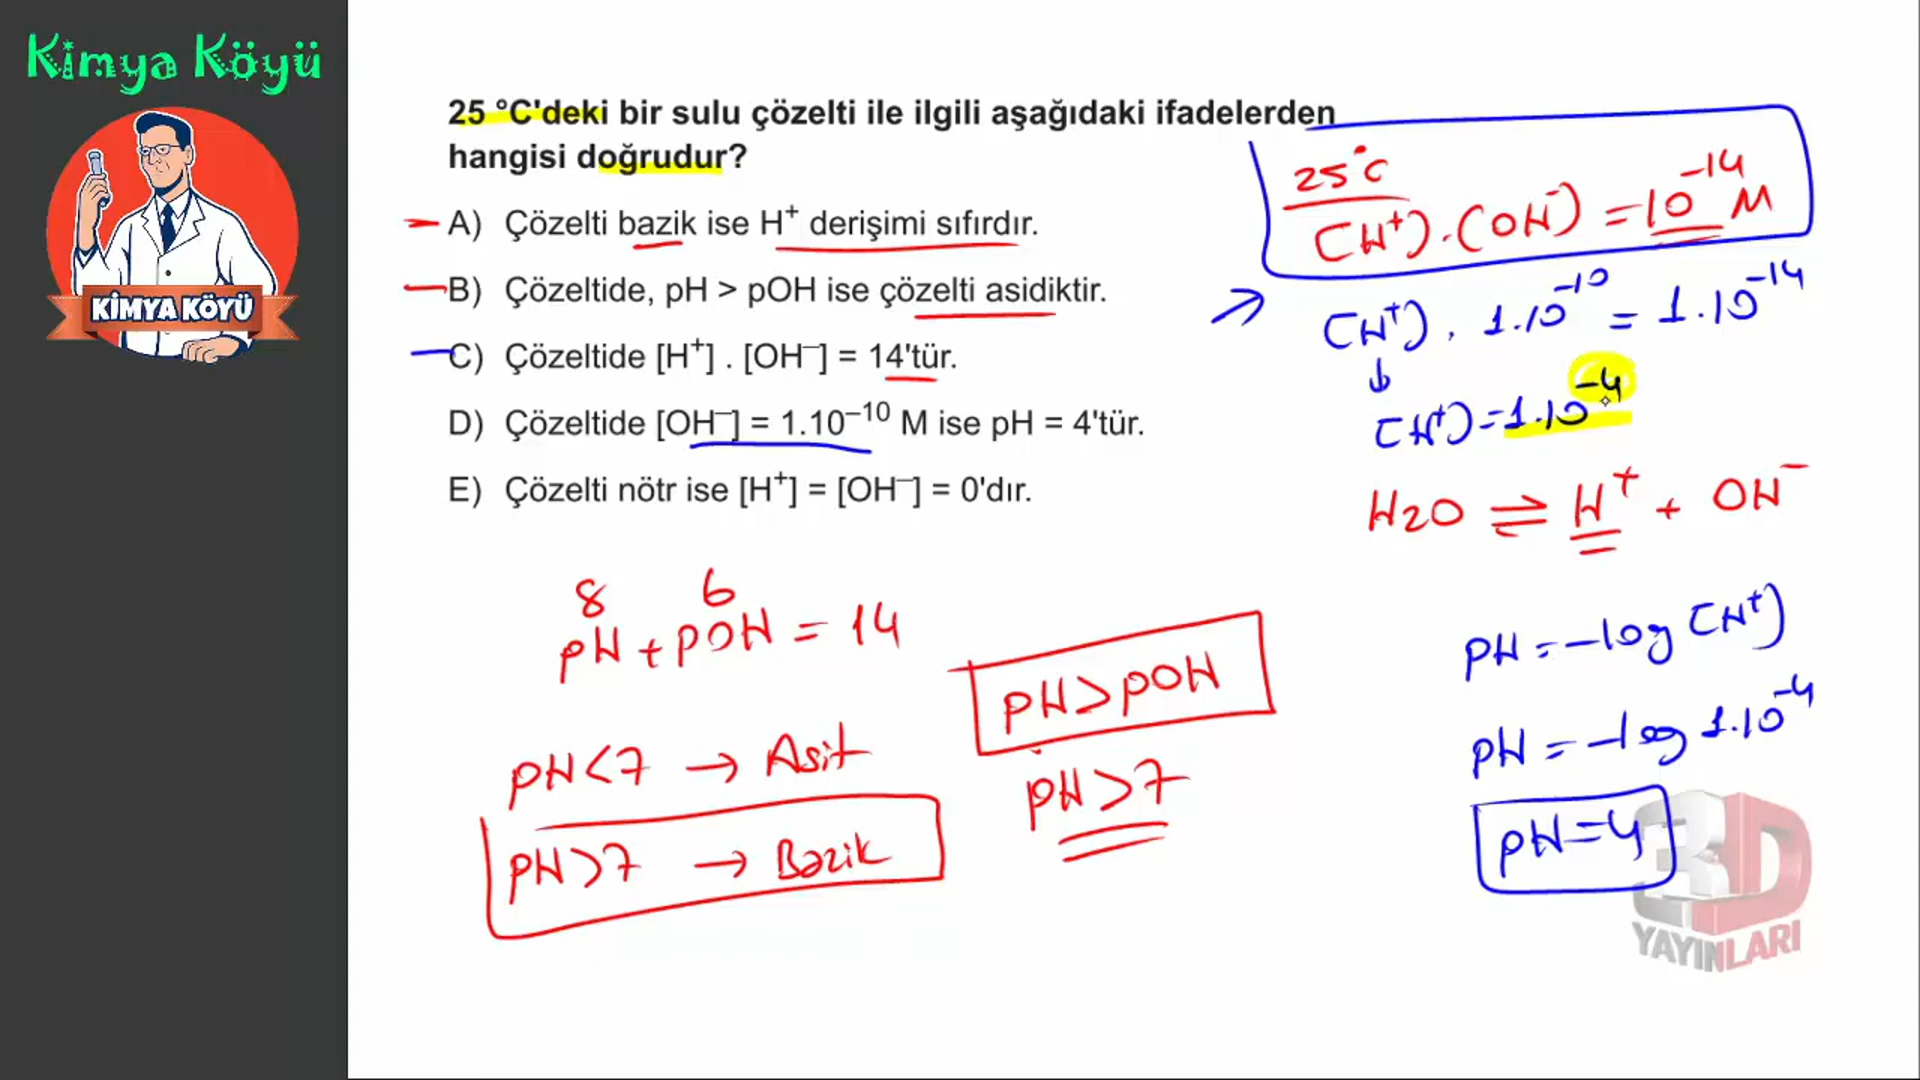 Kimya Köyü
KİMYA KÖYÜ
25 °C'deki bir sulu çözelti ile ilgili aşağıdaki ifadelerden
hangisi doğrudur?
A) Çözelti bazik ise H⁺ derişimi sıfırdır.
B) Çözeltide, pH > pOH ise çözelti asidiktir.
C) Çözeltide [H⁺] . [OH⁻] = 14'tür.
D) Çözeltide [OH⁻] = 1.10⁻¹⁰ M ise pH = 4'tür.
E) Çözelti nötr ise [H⁺] = [OH⁻] = 0'dır.
25°C
[H⁺].(OH⁻) = 10⁻¹⁴ M
[H⁺] . 1.10⁻¹⁰ = 1.10⁻¹⁴
[H⁺] = 1.10⁻⁴
H2O ⇌ H⁺ + OH⁻
8 6
pH + pOH = 14
pH < 7 → Asit
pH > 7 → Bazik
pH > pOH
pH > 7
pH = -log [H⁺]
pH = -log 1.10⁻⁴
pH = 4
3D
YAYINLARI